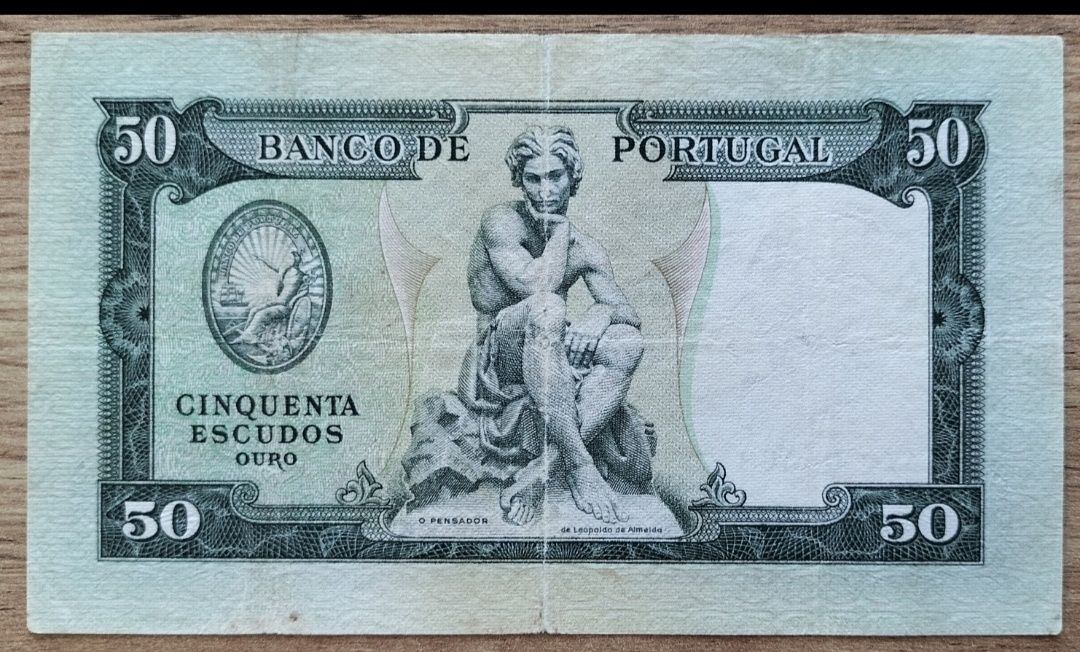 50
50
BANCO DE PORTUGAL
CINQUENTA
ESCUDOS
OURO
O PENSADOR
de Leopoldo de Almeida
50
50